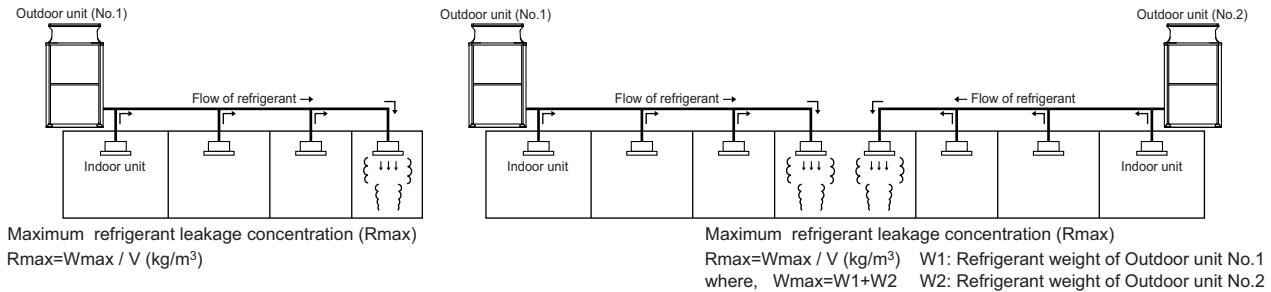 Outdoor unit (No.1)
Flow of refrigerant →
Indoor unit
Maximum refrigerant leakage concentration (Rmax)
Rmax=Wmax / V (kg/m³)
Outdoor unit (No.1)
Outdoor unit (No.2)
Flow of refrigerant →
← Flow of refrigerant
Indoor unit
Indoor unit
Maximum refrigerant leakage concentration (Rmax)
Rmax=Wmax / V (kg/m³) W1: Refrigerant weight of Outdoor unit No.1
where, Wmax=W1+W2 W2: Refrigerant weight of Outdoor unit No.2